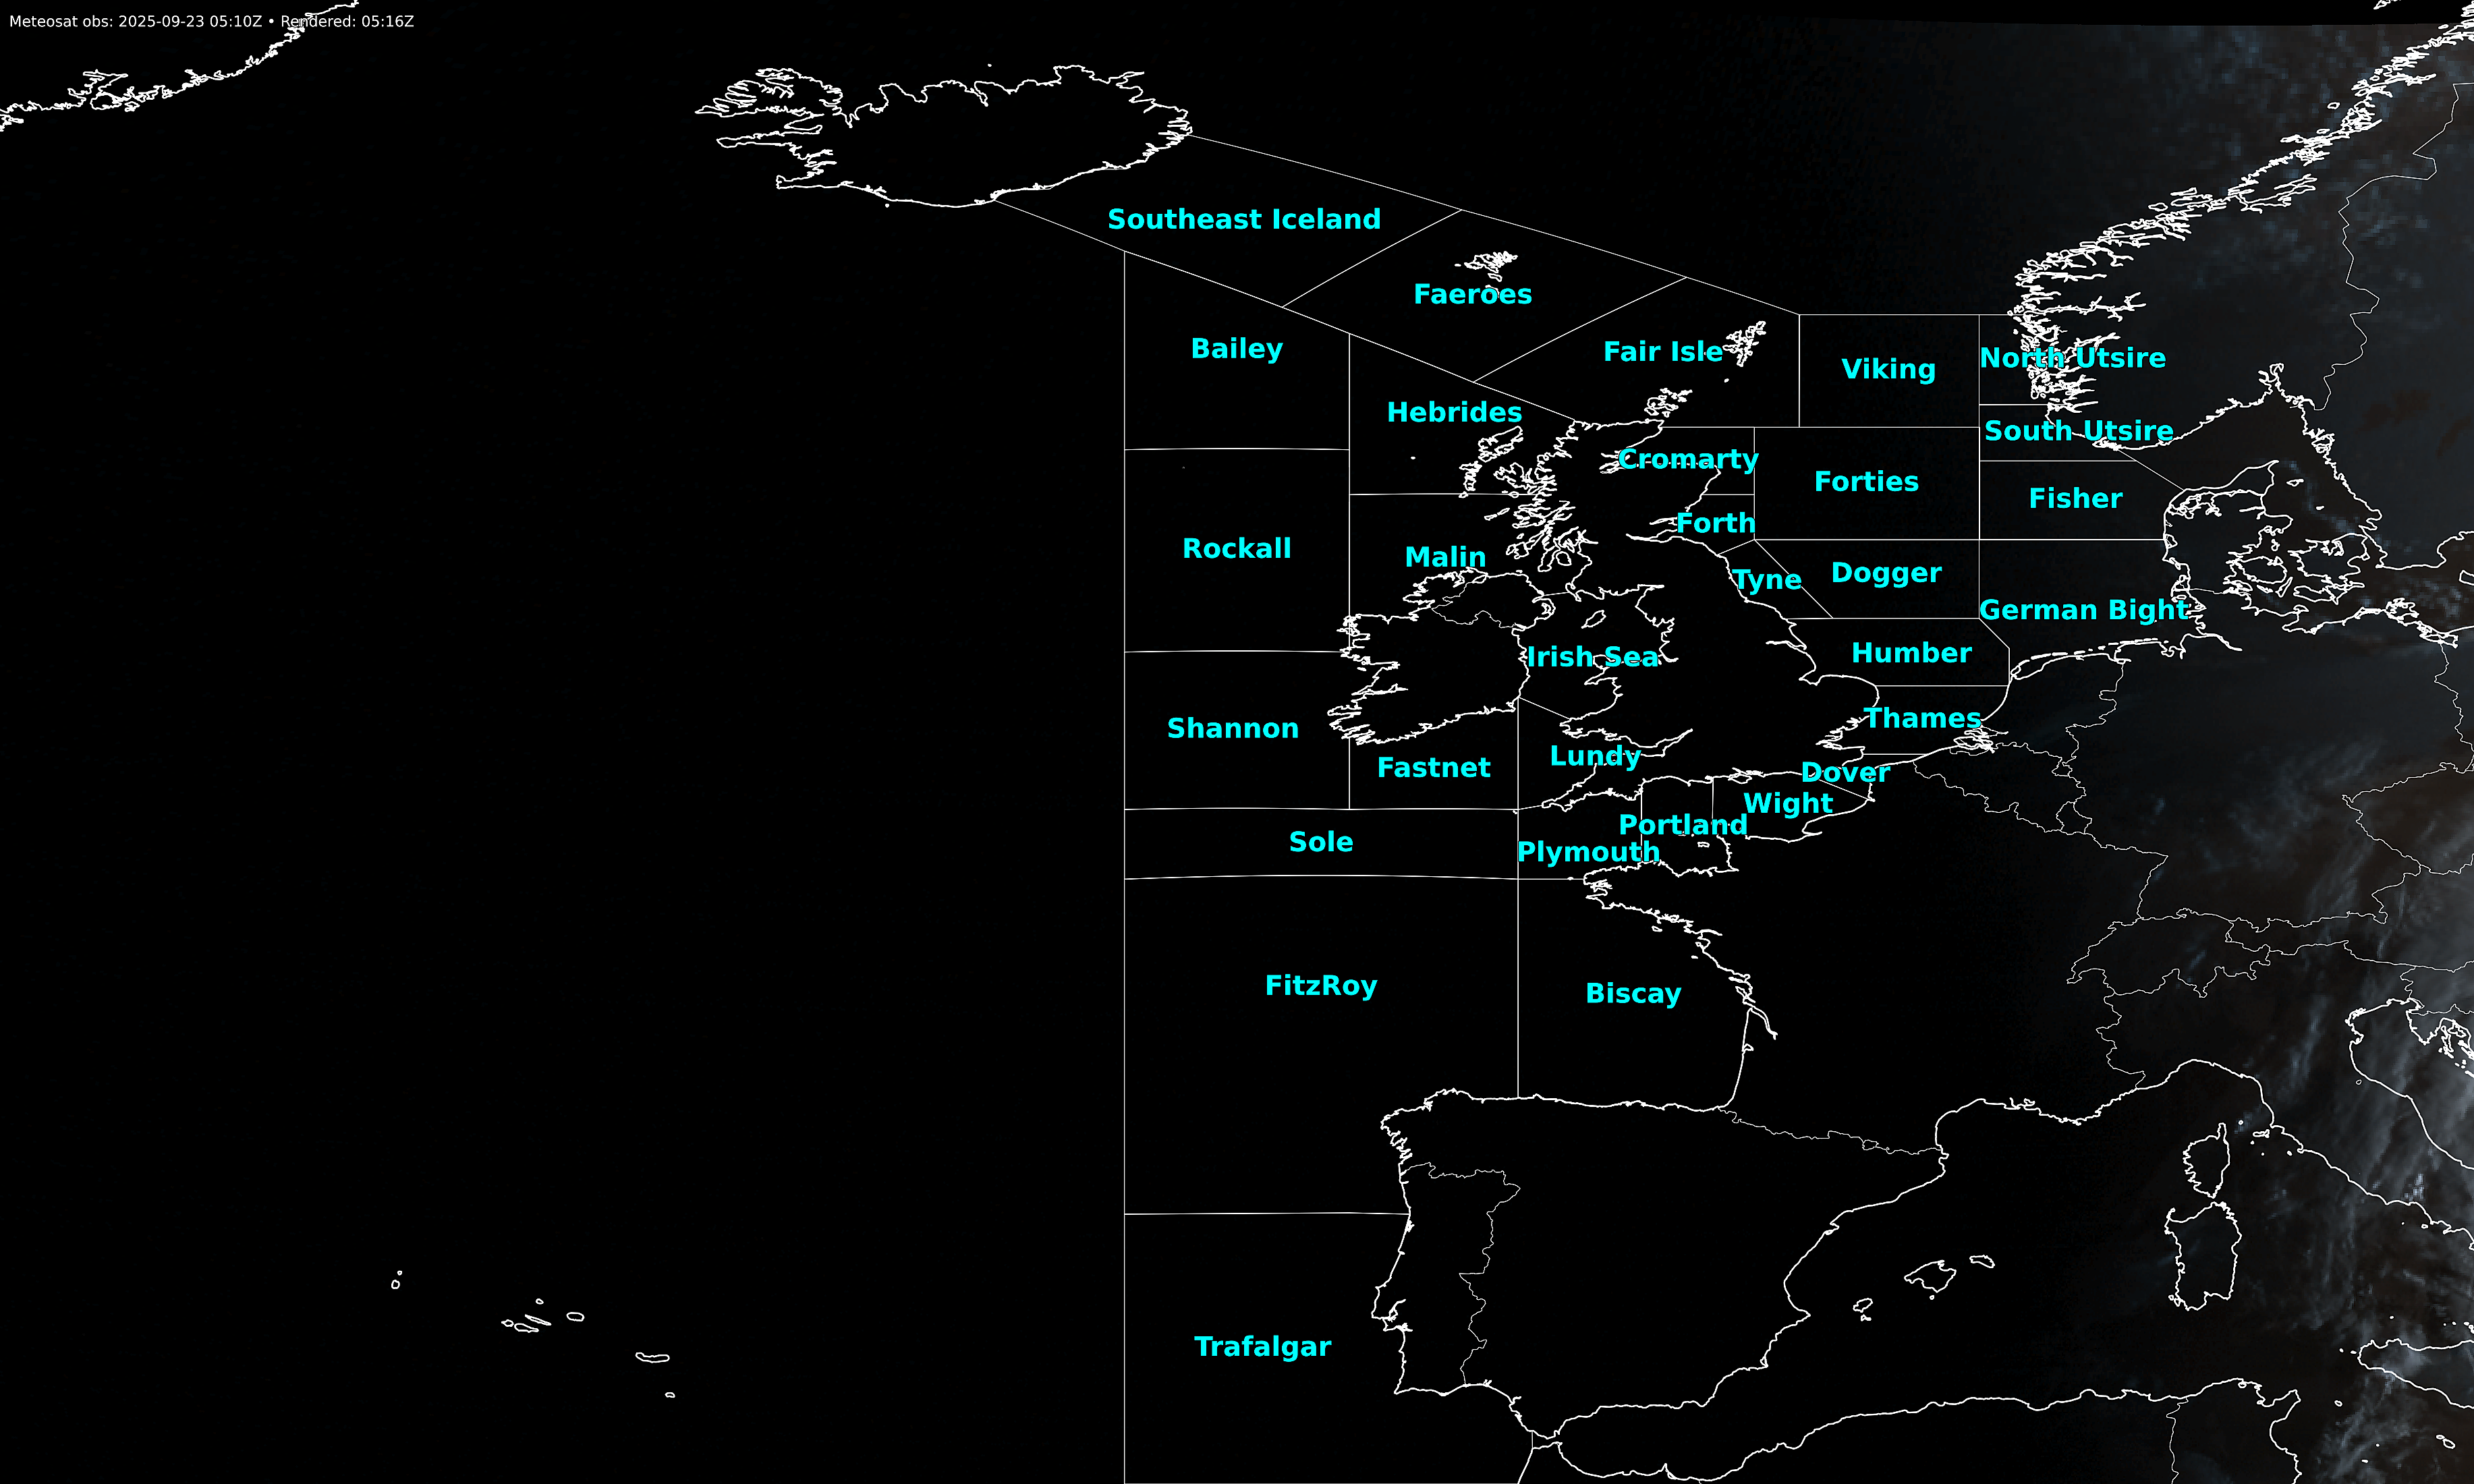 Meteosat obs: 2025-09-23 05:10Z • Rendered: 05:16Z
Southeast Iceland
Faeroes
Bailey
Fair Isle
Viking
North Utsire
Hebrides
South Utsire
Cromarty
Forties
Fisher
Forth
Rockall
Malin
Tyne
Dogger
German Bight
Irish Sea
Humber
Thames
Shannon
Fastnet
Lundy
Dover
Wight
Portland
Sole
Plymouth
FitzRoy
Biscay
Trafalgar